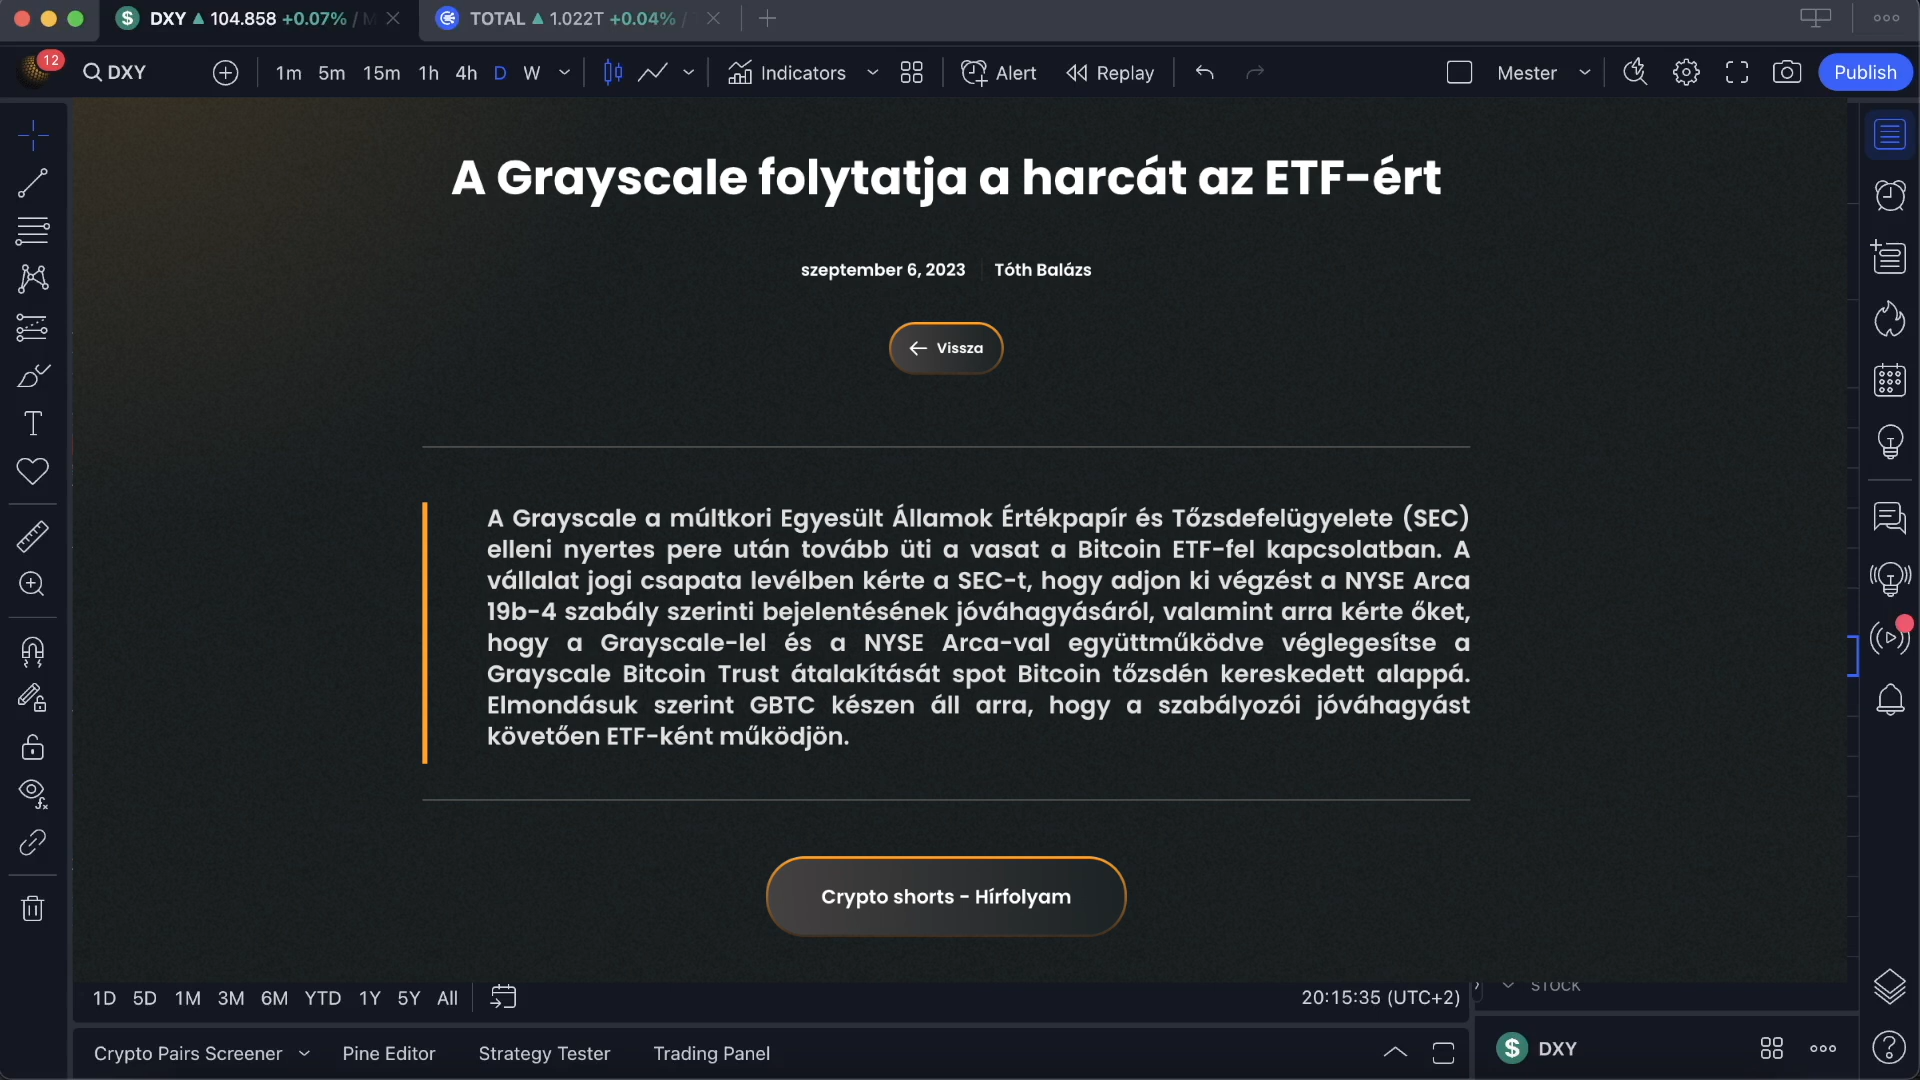 DXY ▲ 104.858 +0.07% /
TOTAL ▲ 1.022T +0.04% /
12
DXY
1m 5m 15m 1h 4h D W
Indicators
Alert
Replay
Mester
Publish
A Grayscale folytatja a harcát az ETF-ért
szeptember 6, 2023
Tóth Balázs
← Vissza
A Grayscale a múltkori Egyesült Államok Értékpapír és Tőzsdefelügyelete (SEC)
elleni nyertes pere után tovább üti a vasat a Bitcoin ETF-fel kapcsolatban. A
vállalat jogi csapata levélben kérte a SEC-t, hogy adjon ki végzést a NYSE Arca
19b-4 szabály szerinti bejelentésének jóváhagyásáról, valamint arra kérte őket,
hogy a Grayscale-lel és a NYSE Arca-val együttműködve véglegesítse a
Grayscale Bitcoin Trust átalakítását spot Bitcoin tőzsdén kereskedett alappá.
Elmondásuk szerint GBTC készen áll arra, hogy a szabályozói jóváhagyást
követően ETF-ként működjön.
Crypto shorts - Hírfolyam
1D 5D 1M 3M 6M YTD 1Y 5Y All
20:15:35 (UTC+2)
STOCK
Crypto Pairs Screener
Pine Editor
Strategy Tester
Trading Panel
DXY